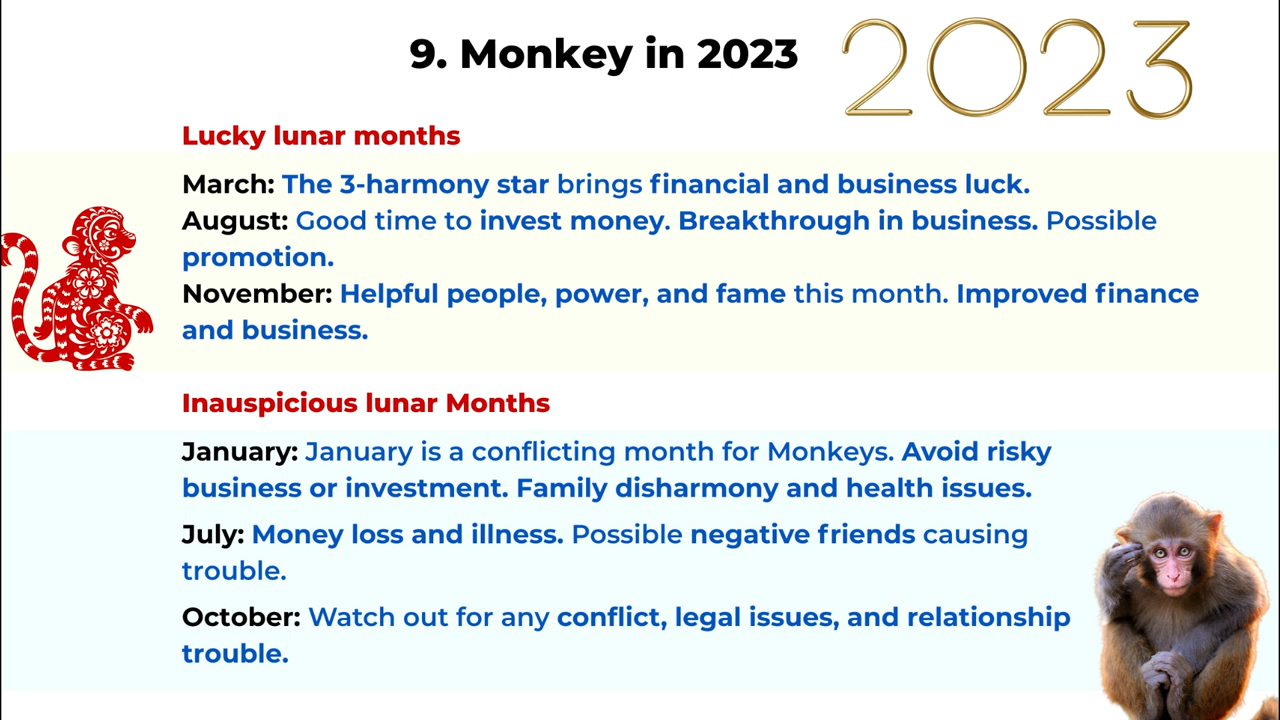 9. Monkey in 2023
2023
Lucky lunar months
March: The 3-harmony star brings financial and business luck.
August: Good time to invest money. Breakthrough in business. Possible
promotion.
November: Helpful people, power, and fame this month. Improved finance
and business.
Inauspicious lunar Months
January: January is a conflicting month for Monkeys. Avoid risky
business or investment. Family disharmony and health issues.
July: Money loss and illness. Possible negative friends causing
trouble.
October: Watch out for any conflict, legal issues, and relationship
trouble.